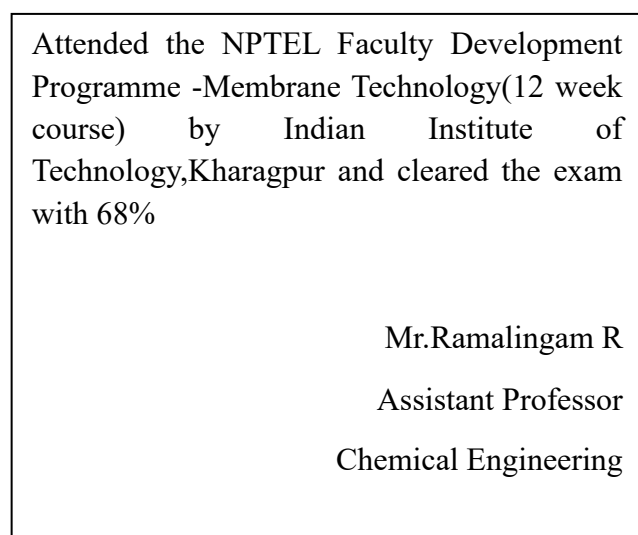 Attended the NPTEL Faculty Development
Programme -Membrane Technology(12 week
course) by Indian Institute of
Technology,Kharagpur and cleared the exam
with 68%
Mr.Ramalingam R
Assistant Professor
Chemical Engineering